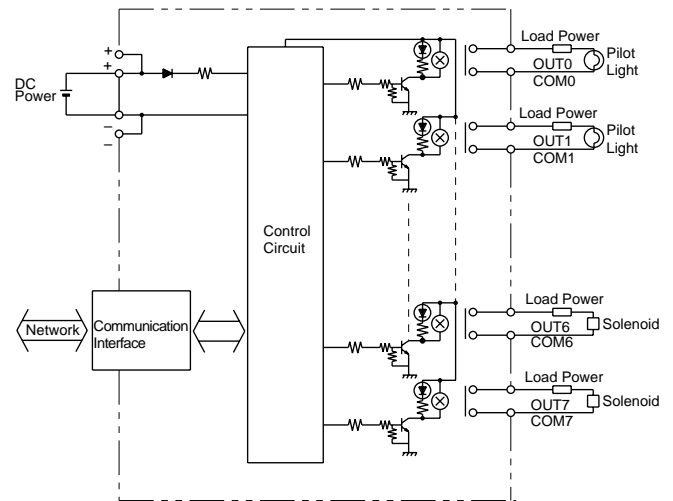 +
+
DC
Power
−
−
Control
Circuit
Network
Communication
Interface
Load Power
OUT0
COM0
Pilot
Light
Load Power
OUT1
COM1
Pilot
Light
Load Power
OUT6
COM6
Solenoid
Load Power
OUT7
COM7
Solenoid